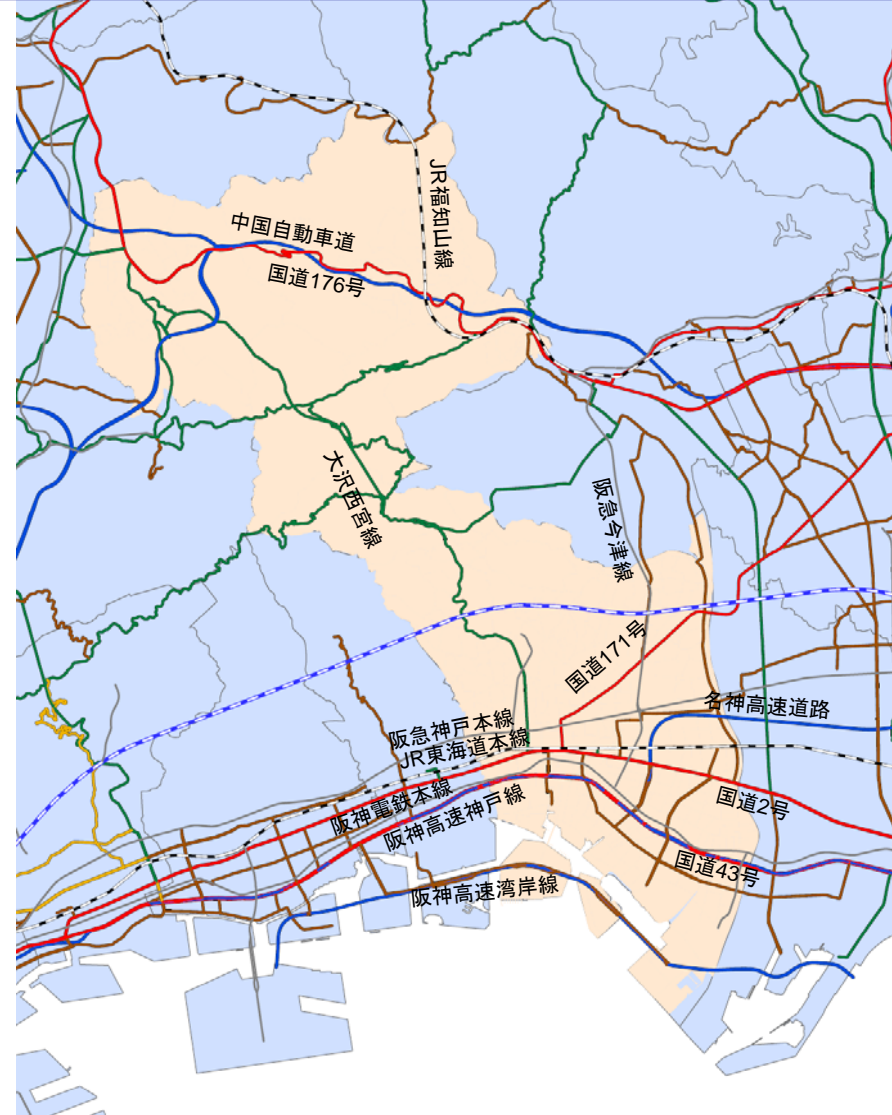 JR福知山線
中国自動車道
国道176号
大沢西宮線
阪急今津線
国道171号
名神高速道路
阪急神戸本線
JR東海道本線
阪神電鉄本線
国道2号
阪神高速神戸線
国道43号
阪神高速湾岸線